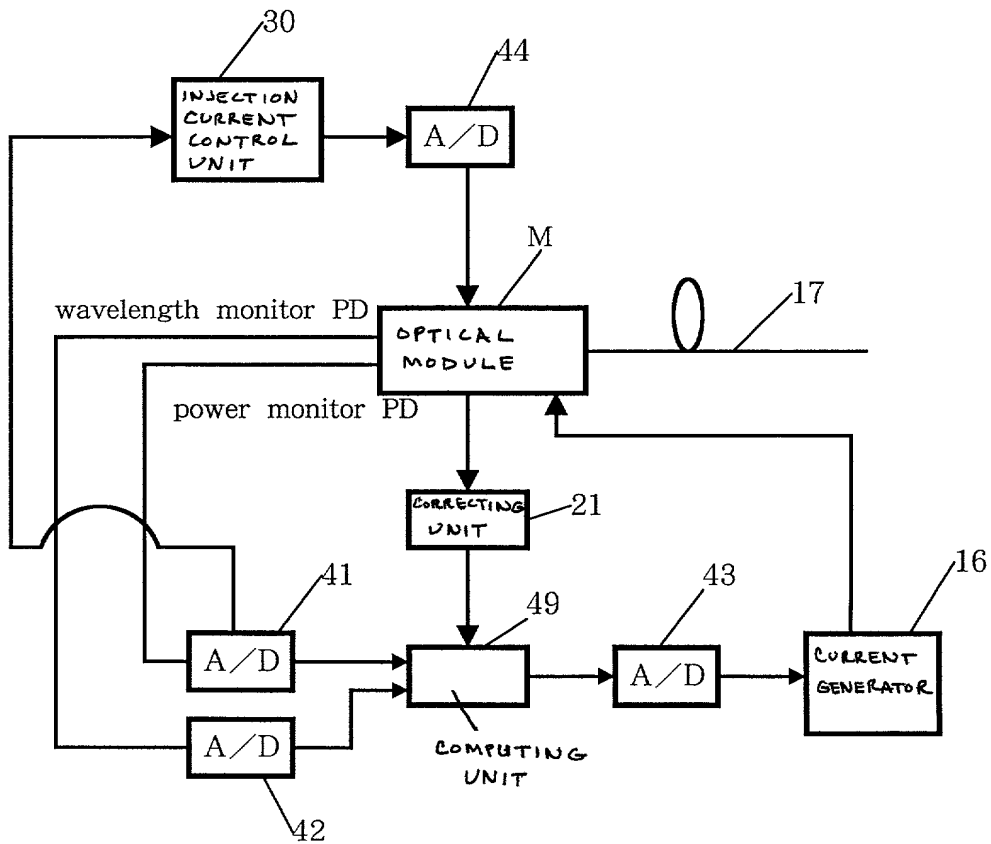 30
INJECTION
CURRENT
CONTROL
UNIT
44
A/D
M
wavelength monitor PD
OPTICAL
MODULE
17
power monitor PD
CORRECTING
UNIT
21
41
A/D
49
43
A/D
16
CURRENT
GENERATOR
A/D
COMPUTING
UNIT
42